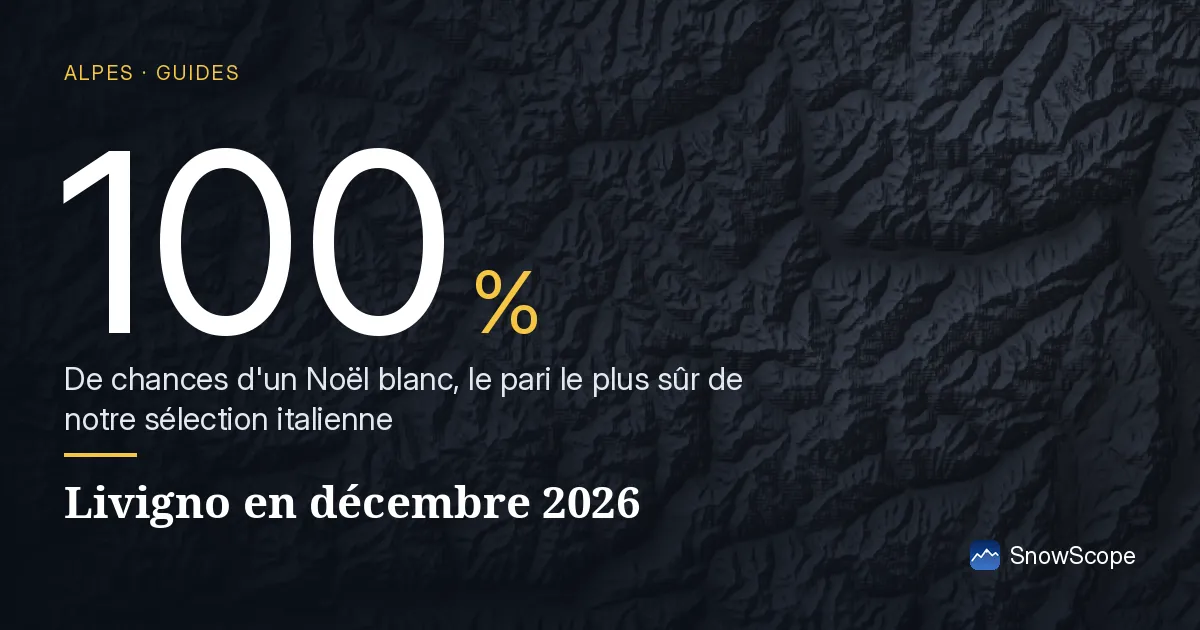 ALPES · GUIDES
100 %
De chances d'un Noël blanc, le pari le plus sûr de
notre sélection italienne
Livigno en décembre 2026
SnowScope